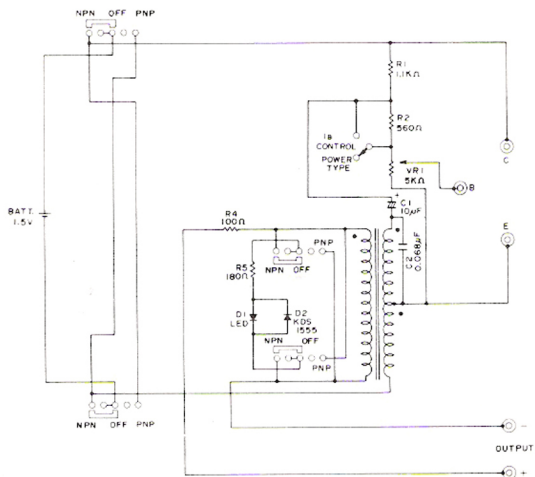 NPN OFF PNP
R1
1.1KΩ
R2
560Ω
IB
CONTROL
POWER
TYPE
VR1
5KΩ
C
B
E
C1
10µF
C2
0.068µF
BATT.
1.5V
R4
100Ω
PNP
NPN OFF
R5
180Ω
D1
LED
D2
KDS
1555
NPN OFF
PNP
NPN OFF PNP
−
OUTPUT
+